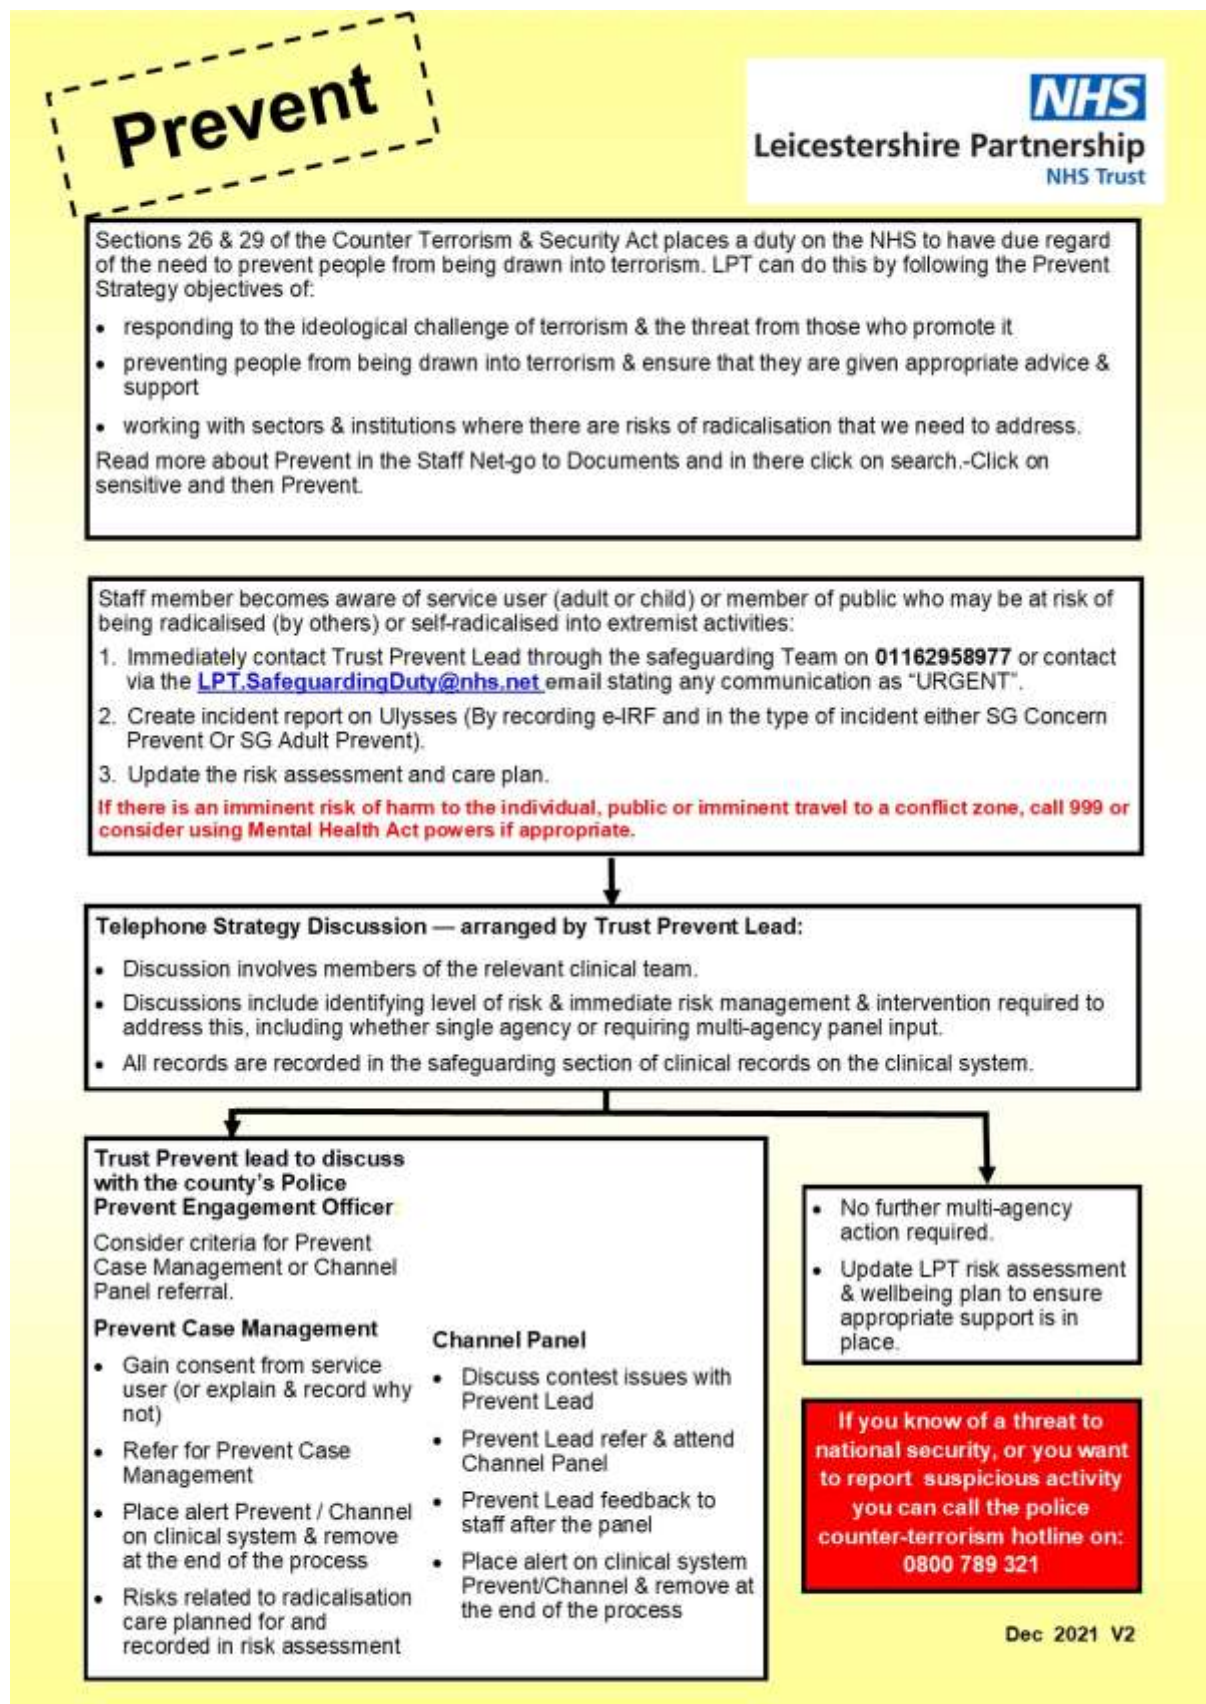 Prevent
NHS
Leicestershire Partnership
NHS Trust
Sections 26 & 29 of the Counter Terrorism & Security Act places a duty on the NHS to have due regard
of the need to prevent people from being drawn into terrorism. LPT can do this by following the Prevent
Strategy objectives of:
• responding to the ideological challenge of terrorism & the threat from those who promote it
• preventing people from being drawn into terrorism & ensure that they are given appropriate advice &
support
• working with sectors & institutions where there are risks of radicalisation that we need to address.
Read more about Prevent in the Staff Net-go to Documents and in there click on search.-Click on
sensitive and then Prevent.
Staff member becomes aware of service user (adult or child) or member of public who may be at risk of
being radicalised (by others) or self-radicalised into extremist activities:
1. Immediately contact Trust Prevent Lead through the safeguarding Team on 01162958977 or contact
via the LPT.SafeguardingDuty@nhs.net email stating any communication as “URGENT”.
2. Create incident report on Ulysses (By recording e-IRF and in the type of incident either SG Concern
Prevent Or SG Adult Prevent).
3. Update the risk assessment and care plan.
If there is an imminent risk of harm to the individual, public or imminent travel to a conflict zone, call 999 or
consider using Mental Health Act powers if appropriate.
Telephone Strategy Discussion — arranged by Trust Prevent Lead:
• Discussion involves members of the relevant clinical team.
• Discussions include identifying level of risk & immediate risk management & intervention required to
address this, including whether single agency or requiring multi-agency panel input.
• All records are recorded in the safeguarding section of clinical records on the clinical system.
Trust Prevent lead to discuss
with the county's Police
Prevent Engagement Officer
Consider criteria for Prevent
Case Management or Channel
Panel referral.
Prevent Case Management
• Gain consent from service
user (or explain & record why
not)
• Refer for Prevent Case
Management
• Place alert Prevent / Channel
on clinical system & remove
at the end of the process
• Risks related to radicalisation
care planned for and
recorded in risk assessment
Channel Panel
• Discuss contest issues with
Prevent Lead
• Prevent Lead refer & attend
Channel Panel
• Prevent Lead feedback to
staff after the panel
• Place alert on clinical system
Prevent/Channel & remove at
the end of the process
• No further multi-agency
action required.
• Update LPT risk assessment
& wellbeing plan to ensure
appropriate support is in
place.
If you know of a threat to
national security, or you want
to report suspicious activity
you can call the police
counter-terrorism hotline on:
0800 789 321
Dec 2021 V2